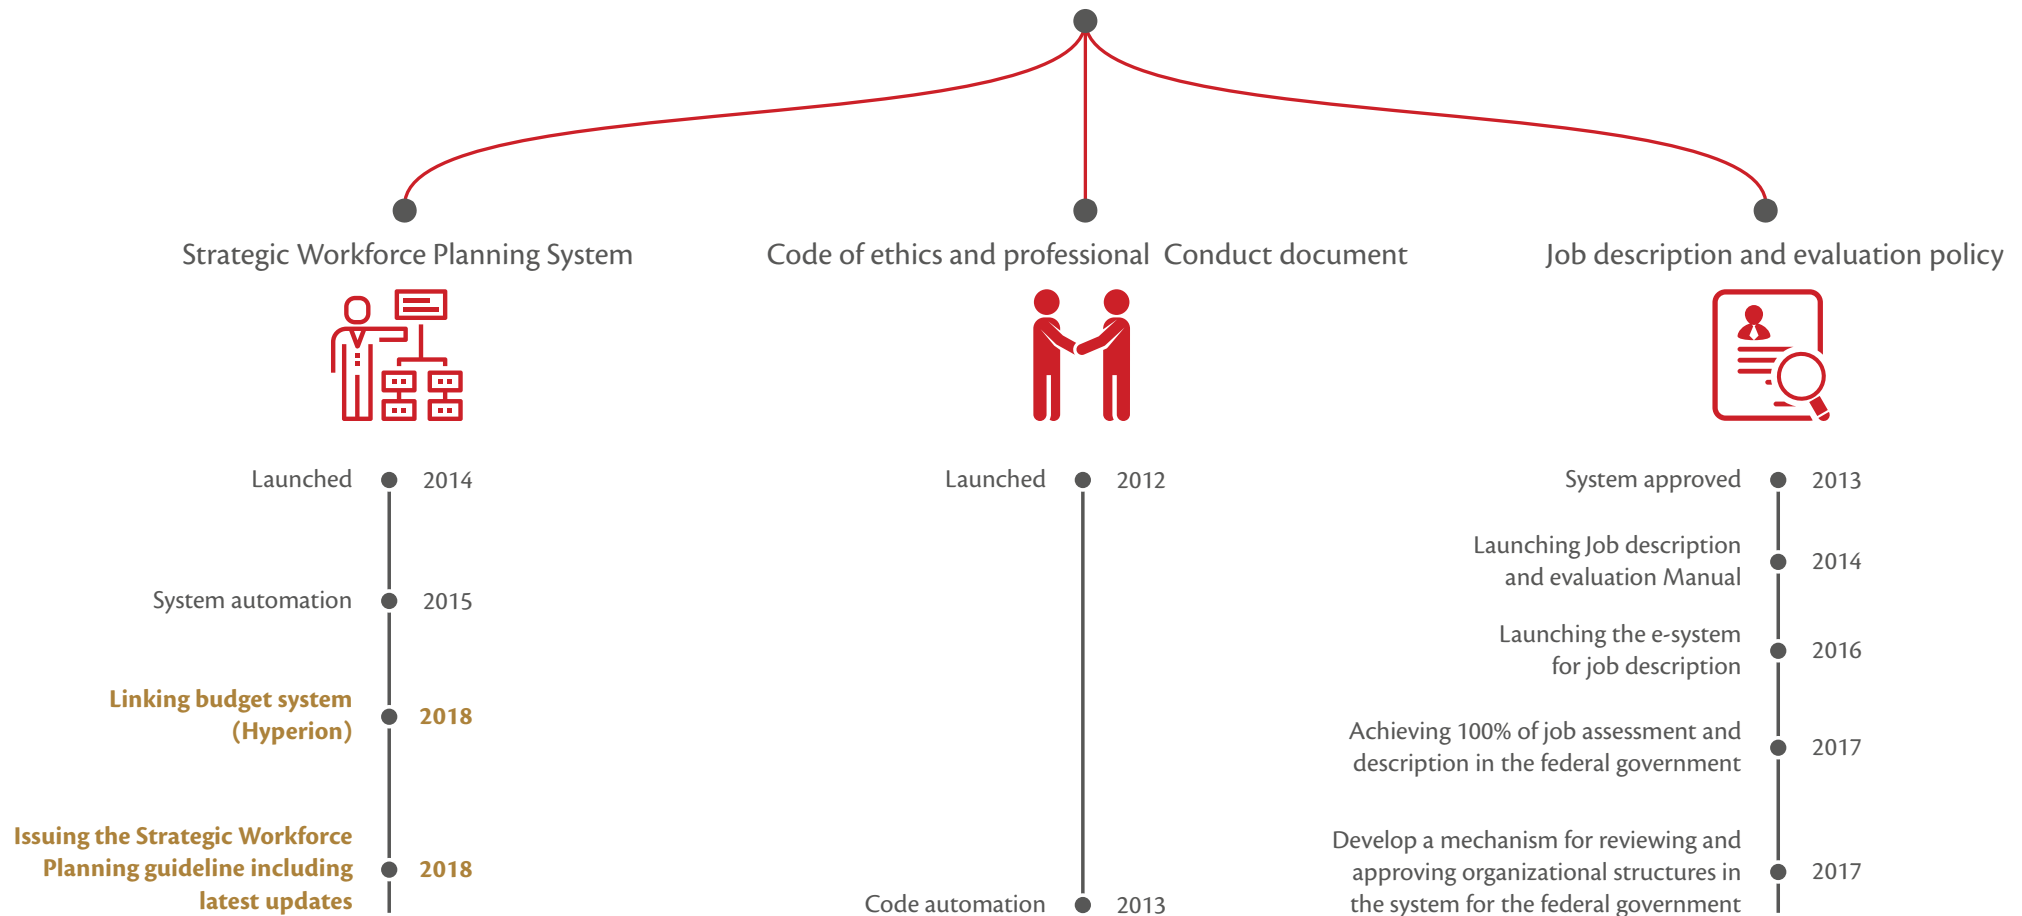 Strategic Workforce Planning System
Launched 2014
System automation 2015
Linking budget system
(Hyperion) 2018
Issuing the Strategic Workforce
Planning guideline including 2018
latest updates
Code of ethics and professional Conduct document
Launched 2012
Code automation 2013
Job description and evaluation policy
System approved 2013
Launching Job description
and evaluation Manual 2014
Launching the e-system
for job description 2016
Achieving 100% of job assessment and
description in the federal government 2017
Develop a mechanism for reviewing and
approving organizational structures in 2017
the system for the federal government